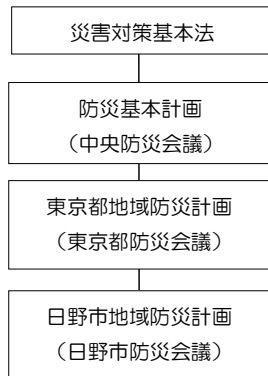 災害対策基本法
防災基本計画
（中央防災会議）
東京都地域防災計画
（東京都防災会議）
日野市地域防災計画
（日野市防災会議）